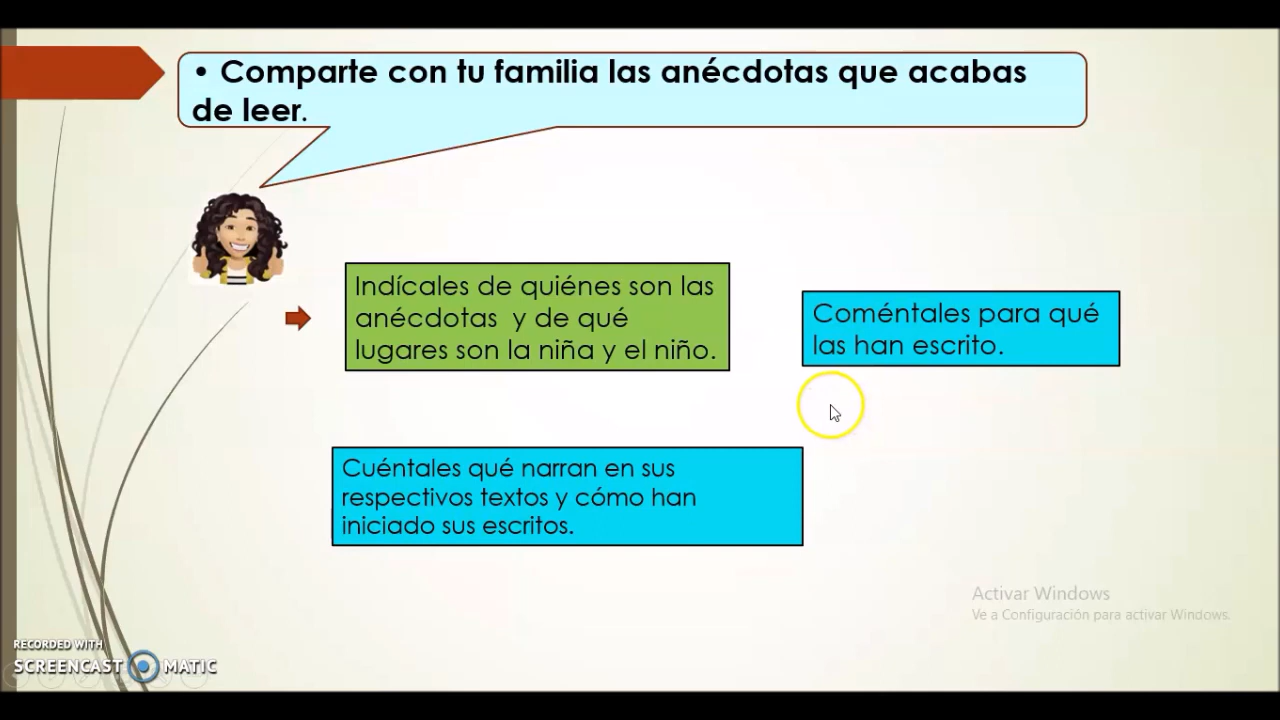 • Comparte con tu familia las anécdotas que acabas
de leer.
Indícales de quiénes son las
anécdotas y de qué
lugares son la niña y el niño.
Coméntales para qué
las han escrito.
Cuéntales qué narran en sus
respectivos textos y cómo han
iniciado sus escritos.
Activar Windows
Ve a Configuración para activar Windows.
RECORDED WITH
SCREENCAST MATIC